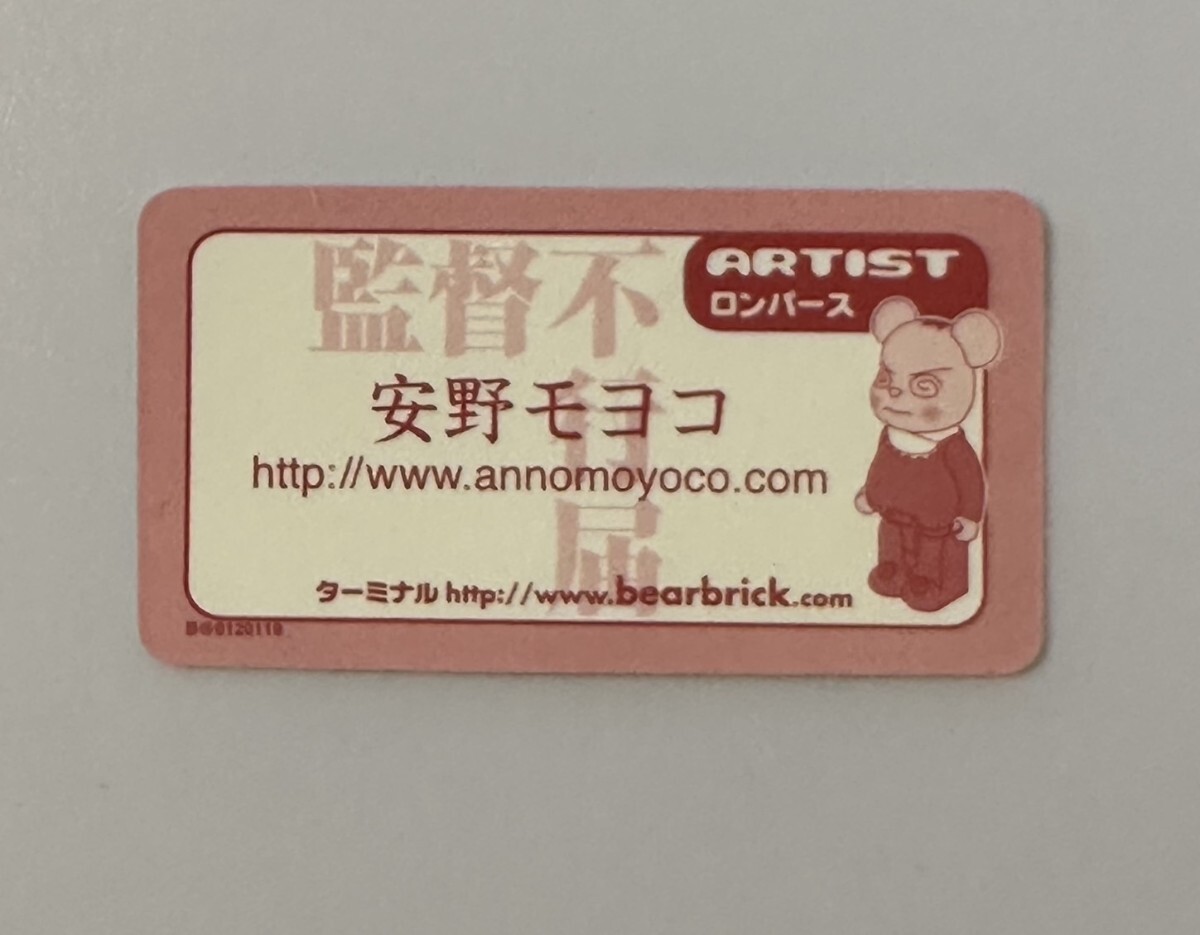 監督不行届
ARTIST
ロンパース
安野モヨコ
http://www.annomoyoco.com
ターミナル http://www.bearbrick.com